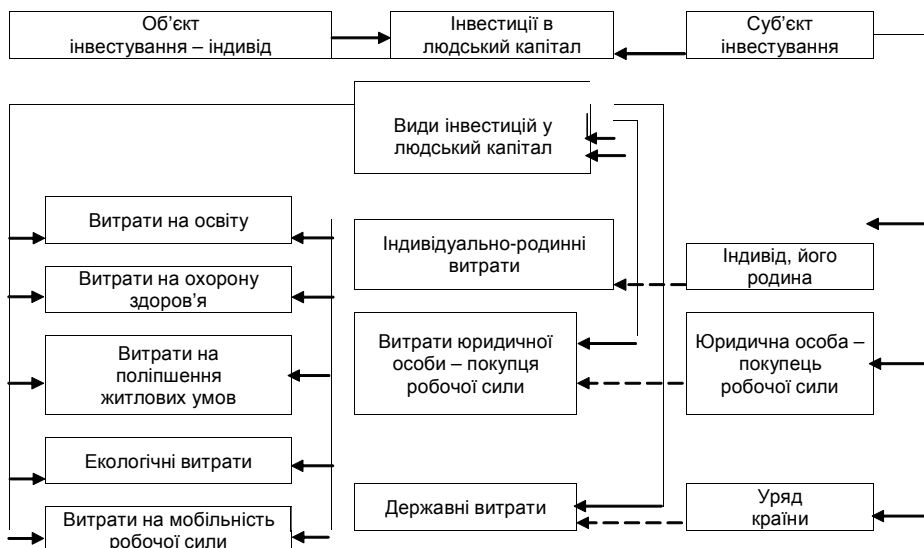 Об’єкт
інвестування – індивід
Інвестиції в
людський капітал
Суб’єкт
інвестування
Види інвестицій у
людський капітал
Витрати на освіту
Витрати на охорону
здоров’я
Витрати на
поліпшення
житлових умов
Екологічні витрати
Витрати на мобільність
робочої сили
Індивідуально-родинні
витрати
Витрати юридичної
особи – покупця
робочої сили
Державні витрати
Індивід, його
родина
Юридична особа –
покупець
робочої сили
Уряд
країни